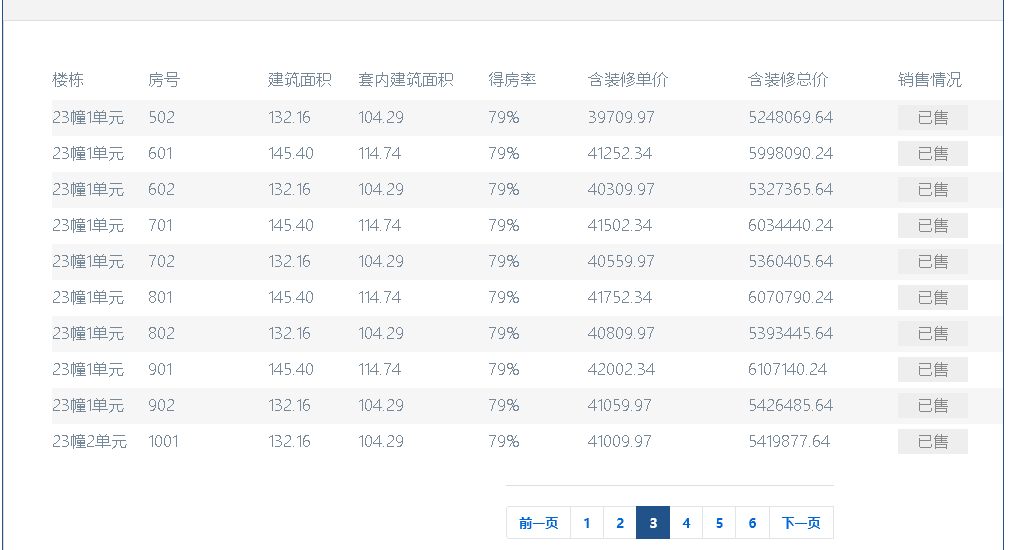 楼栋 房号 建筑面积 套内建筑面积 得房率 含装修单价 含装修总价 销售情况
23幢1单元 502 132.16 104.29 79% 39709.97 5248069.64 已售
23幢1单元 601 145.40 114.74 79% 41252.34 5998090.24 已售
23幢1单元 602 132.16 104.29 79% 40309.97 5327365.64 已售
23幢1单元 701 145.40 114.74 79% 41502.34 6034440.24 已售
23幢1单元 702 132.16 104.29 79% 40559.97 5360405.64 已售
23幢1单元 801 145.40 114.74 79% 41752.34 6070790.24 已售
23幢1单元 802 132.16 104.29 79% 40809.97 5393445.64 已售
23幢1单元 901 145.40 114.74 79% 42002.34 6107140.24 已售
23幢1单元 902 132.16 104.29 79% 41059.97 5426485.64 已售
23幢2单元 1001 132.16 104.29 79% 41009.97 5419877.64 已售
前一页 1 2 3 4 5 6 下一页